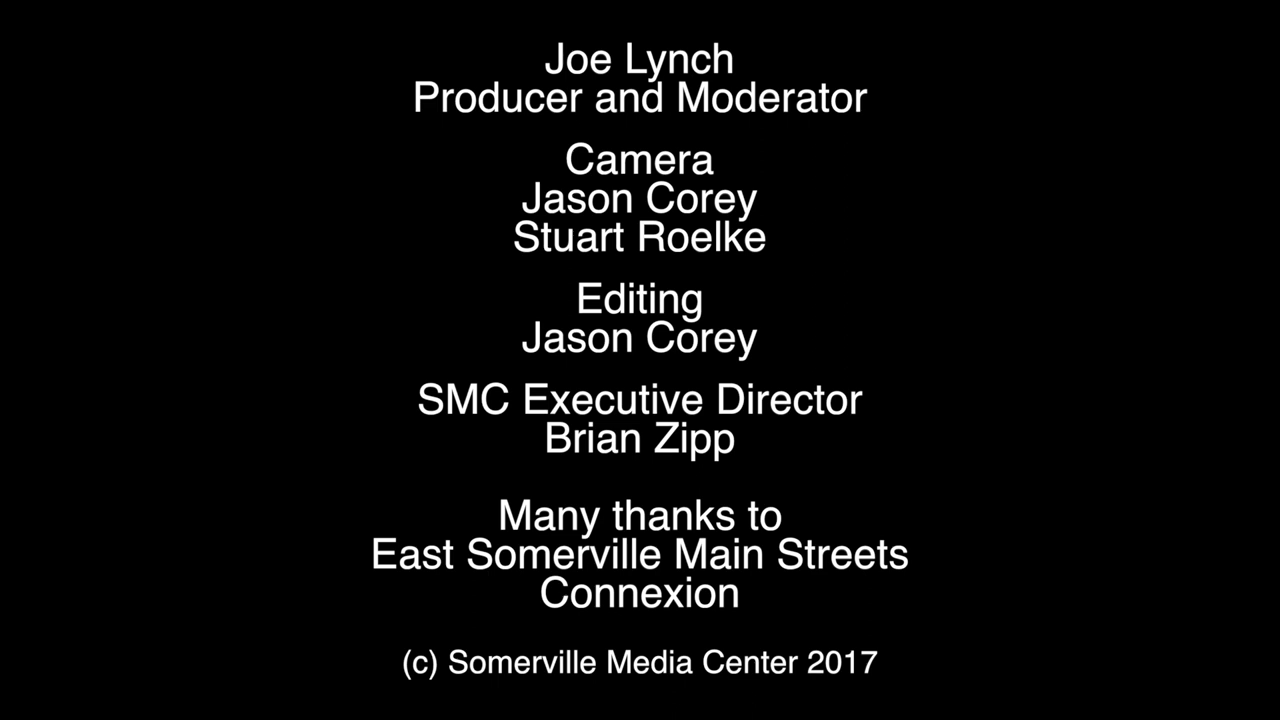 Joe Lynch
Producer and Moderator
Camera
Jason Corey
Stuart Roelke
Editing
Jason Corey
SMC Executive Director
Brian Zipp
Many thanks to
East Somerville Main Streets
Connexion
(c) Somerville Media Center 2017